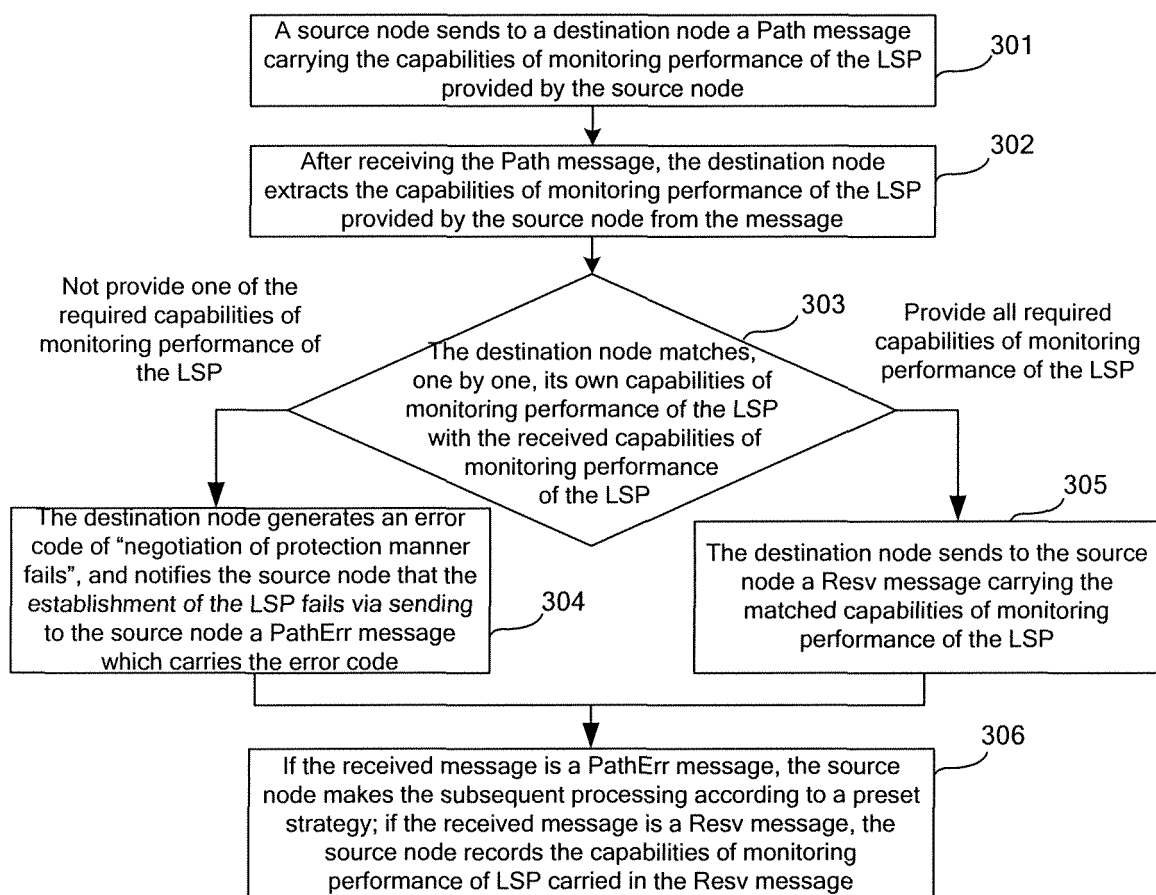 A source node sends to a destination node a Path message
carrying the capabilities of monitoring performance of the LSP
provided by the source node
301
After receiving the Path message, the destination node
extracts the capabilities of monitoring performance of the LSP
provided by the source node from the message
302
Not provide one of the
required capabilities of
monitoring performance of
the LSP
303
Provide all required
capabilities of monitoring
performance of the LSP
The destination node matches,
one by one, its own capabilities of
monitoring performance of the LSP
with the received capabilities of
monitoring performance
of the LSP
The destination node generates an error
code of “negotiation of protection manner
fails”, and notifies the source node that the
establishment of the LSP fails via sending
to the source node a PathErr message
which carries the error code
304
305
The destination node sends to the source
node a Resv message carrying the
matched capabilities of monitoring
performance of the LSP
306
If the received message is a PathErr message, the source
node makes the subsequent processing according to a preset
strategy; if the received message is a Resv message, the
source node records the capabilities of monitoring
performance of LSP carried in the Resv message